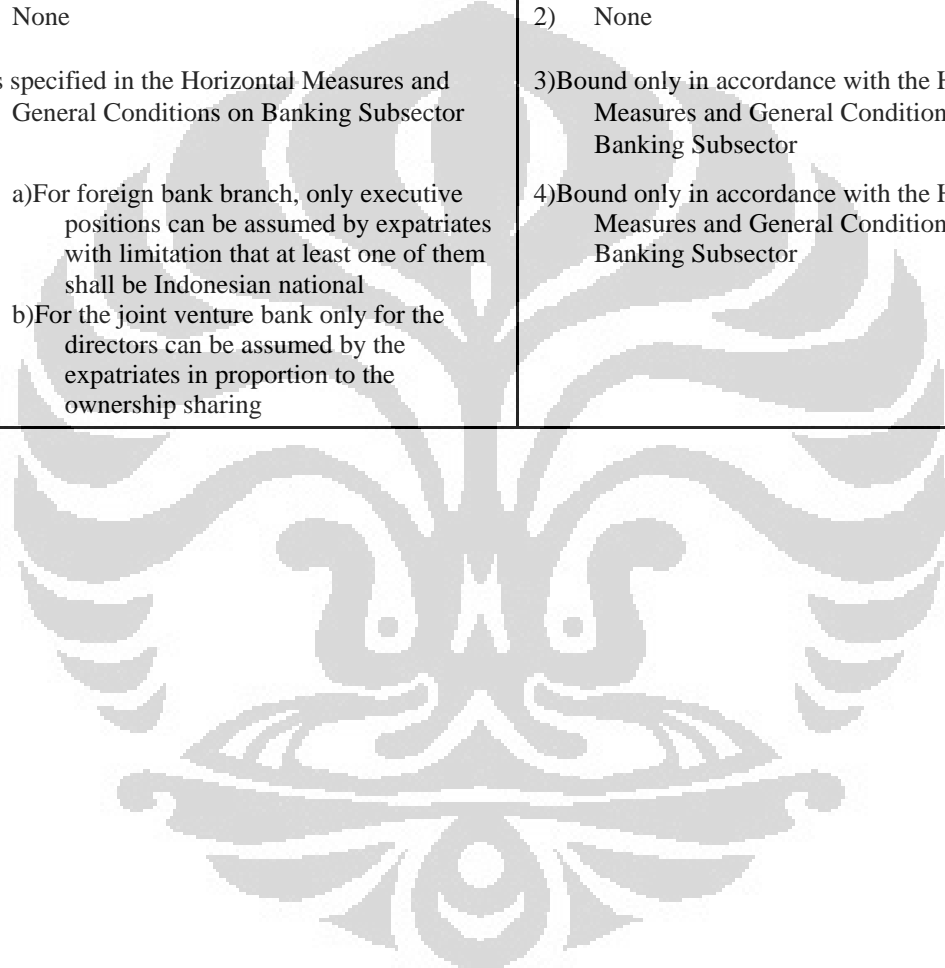 None
s specified in the Horizontal Measures and
General Conditions on Banking Subsector
a)For foreign bank branch, only executive
positions can be assumed by expatriates
with limitation that at least one of them
shall be Indonesian national
b)For the joint venture bank only for the
directors can be assumed by the
expatriates in proportion to the
ownership sharing
2) None
3)Bound only in accordance with the
Measures and General Condition
Banking Subsector
4)Bound only in accordance with the
Measures and General Condition
Banking Subsector